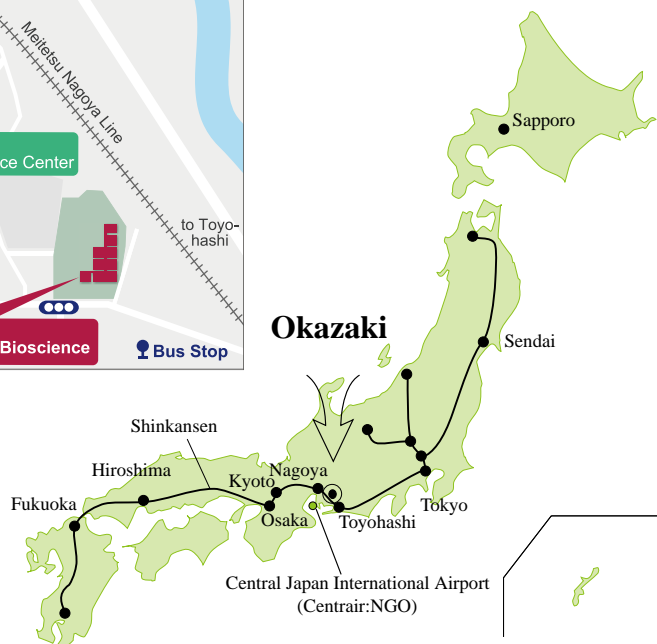 Meitetsu Nagoya Line
ce Center
to Toyo-
hashi
Bioscience
Bus Stop
Okazaki
Sapporo
Sendai
Shinkansen
Hiroshima
Nagoya
Kyoto
Fukuoka
Osaka
Toyohashi
Tokyo
Central Japan International Airport
(Centrair:NGO)